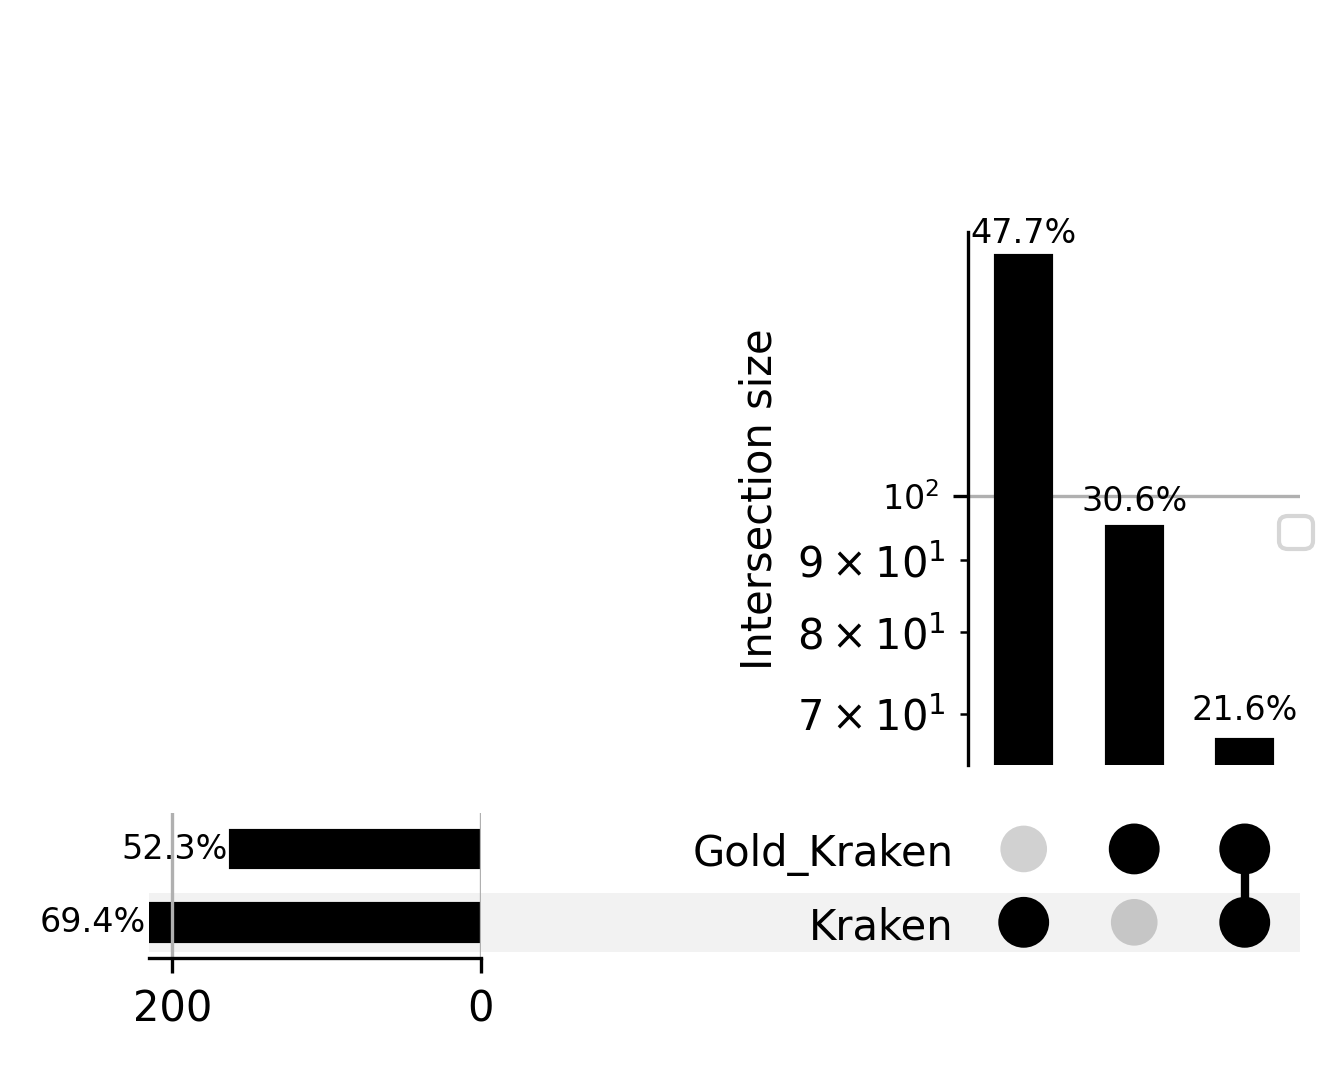 47.7%
Intersection size
10²
30.6%
9 × 10¹
8 × 10¹
7 × 10¹
21.6%
52.3%
Gold_Kraken
69.4%
Kraken
200
0